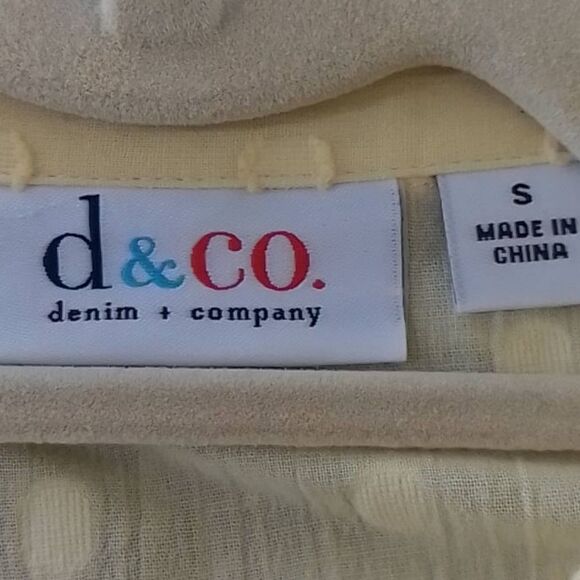 d&co.
denim + company
S
MADE IN
CHINA